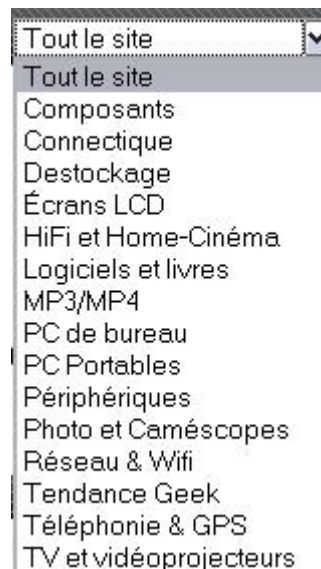 Tout le site
Tout le site
Composants
Connectique
Destockage
Écrans LCD
HiFi et Home-Cinéma
Logiciels et livres
MP3/MP4
PC de bureau
PC Portables
Périphériques
Photo et Caméscopes
Réseau & Wifi
Tendance Geek
Téléphonie & GPS
TV et vidéoprojecteurs